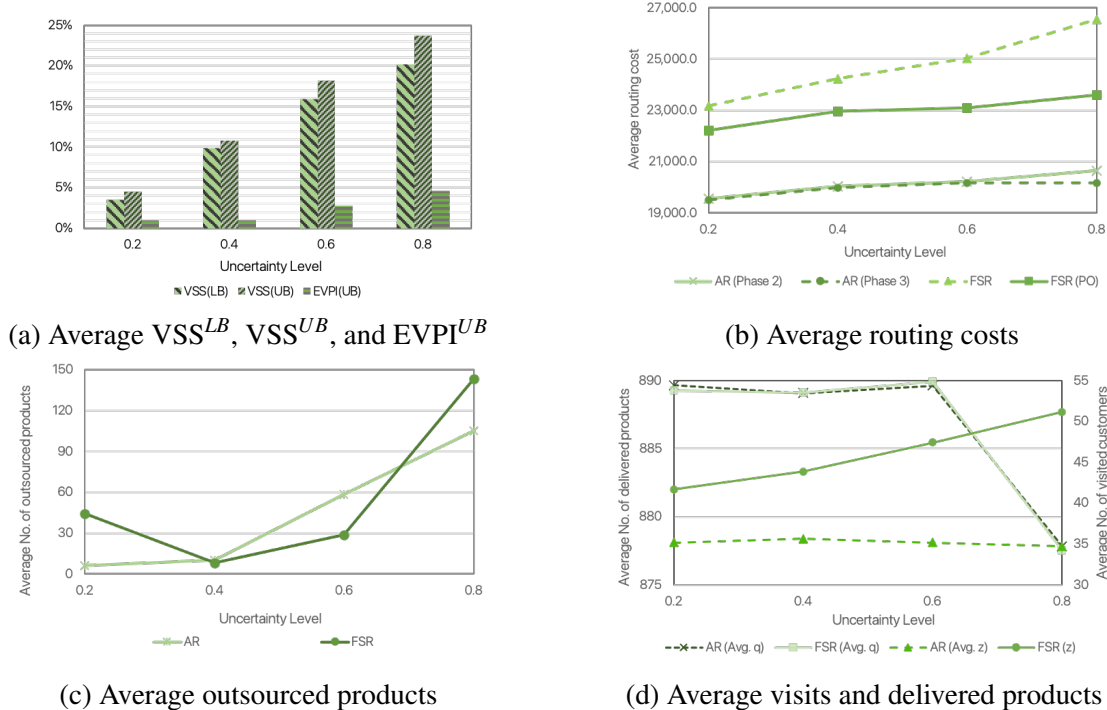 25%
20%
15%
10%
5%
0%
0.2 0.4 0.6 0.8
Uncertainty Level
VSS(LB) VSS(UB) EVPI(UB)
(a) Average VSS^{LB}, VSS^{UB}, and EVPI^{UB}
27,000.0
25,000.0
23,000.0
21,000.0
19,000.0
Average routing cost
0.2 0.4 0.6 0.8
Uncertainty Level
AR (Phase 2) AR (Phase 3) FSR FSR (PO)
(b) Average routing costs
150
120
90
60
30
0
Average No. of outsourced products
0.2 0.4 0.6 0.8
Uncertainty Level
AR FSR
(c) Average outsourced products
890
885
880
875
Average No. of delivered products
55
50
45
40
35
30
Average No. of visited customers
0.2 0.4 0.6 0.8
Uncertainty Level
AR (Avg. q) FSR (Avg. q) AR (Avg. z) FSR (z)
(d) Average visits and delivered products